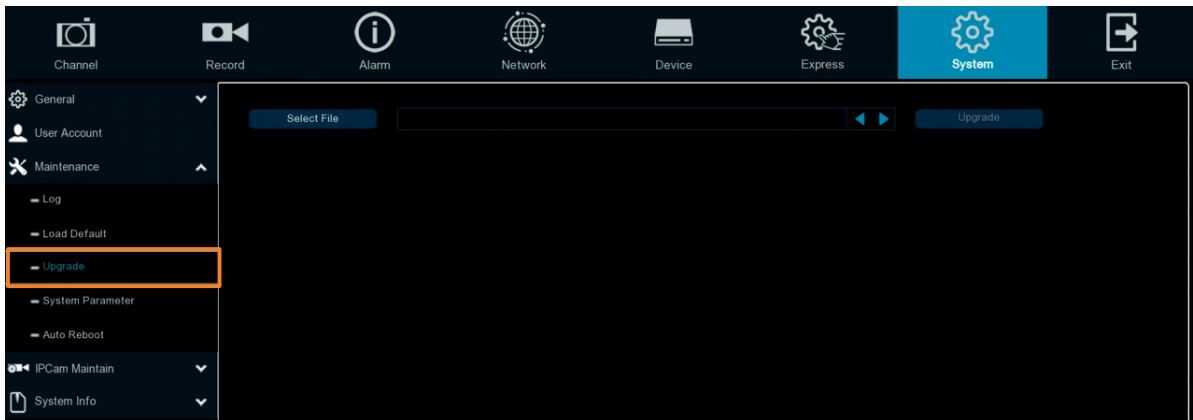 Channel
Record
Alarm
Network
Device
Express
System
Exit
General
User Account
Maintenance
Log
Load Default
Upgrade
System Parameter
Auto Reboot
IPCam Maintain
System Info
Select File
Upgrade